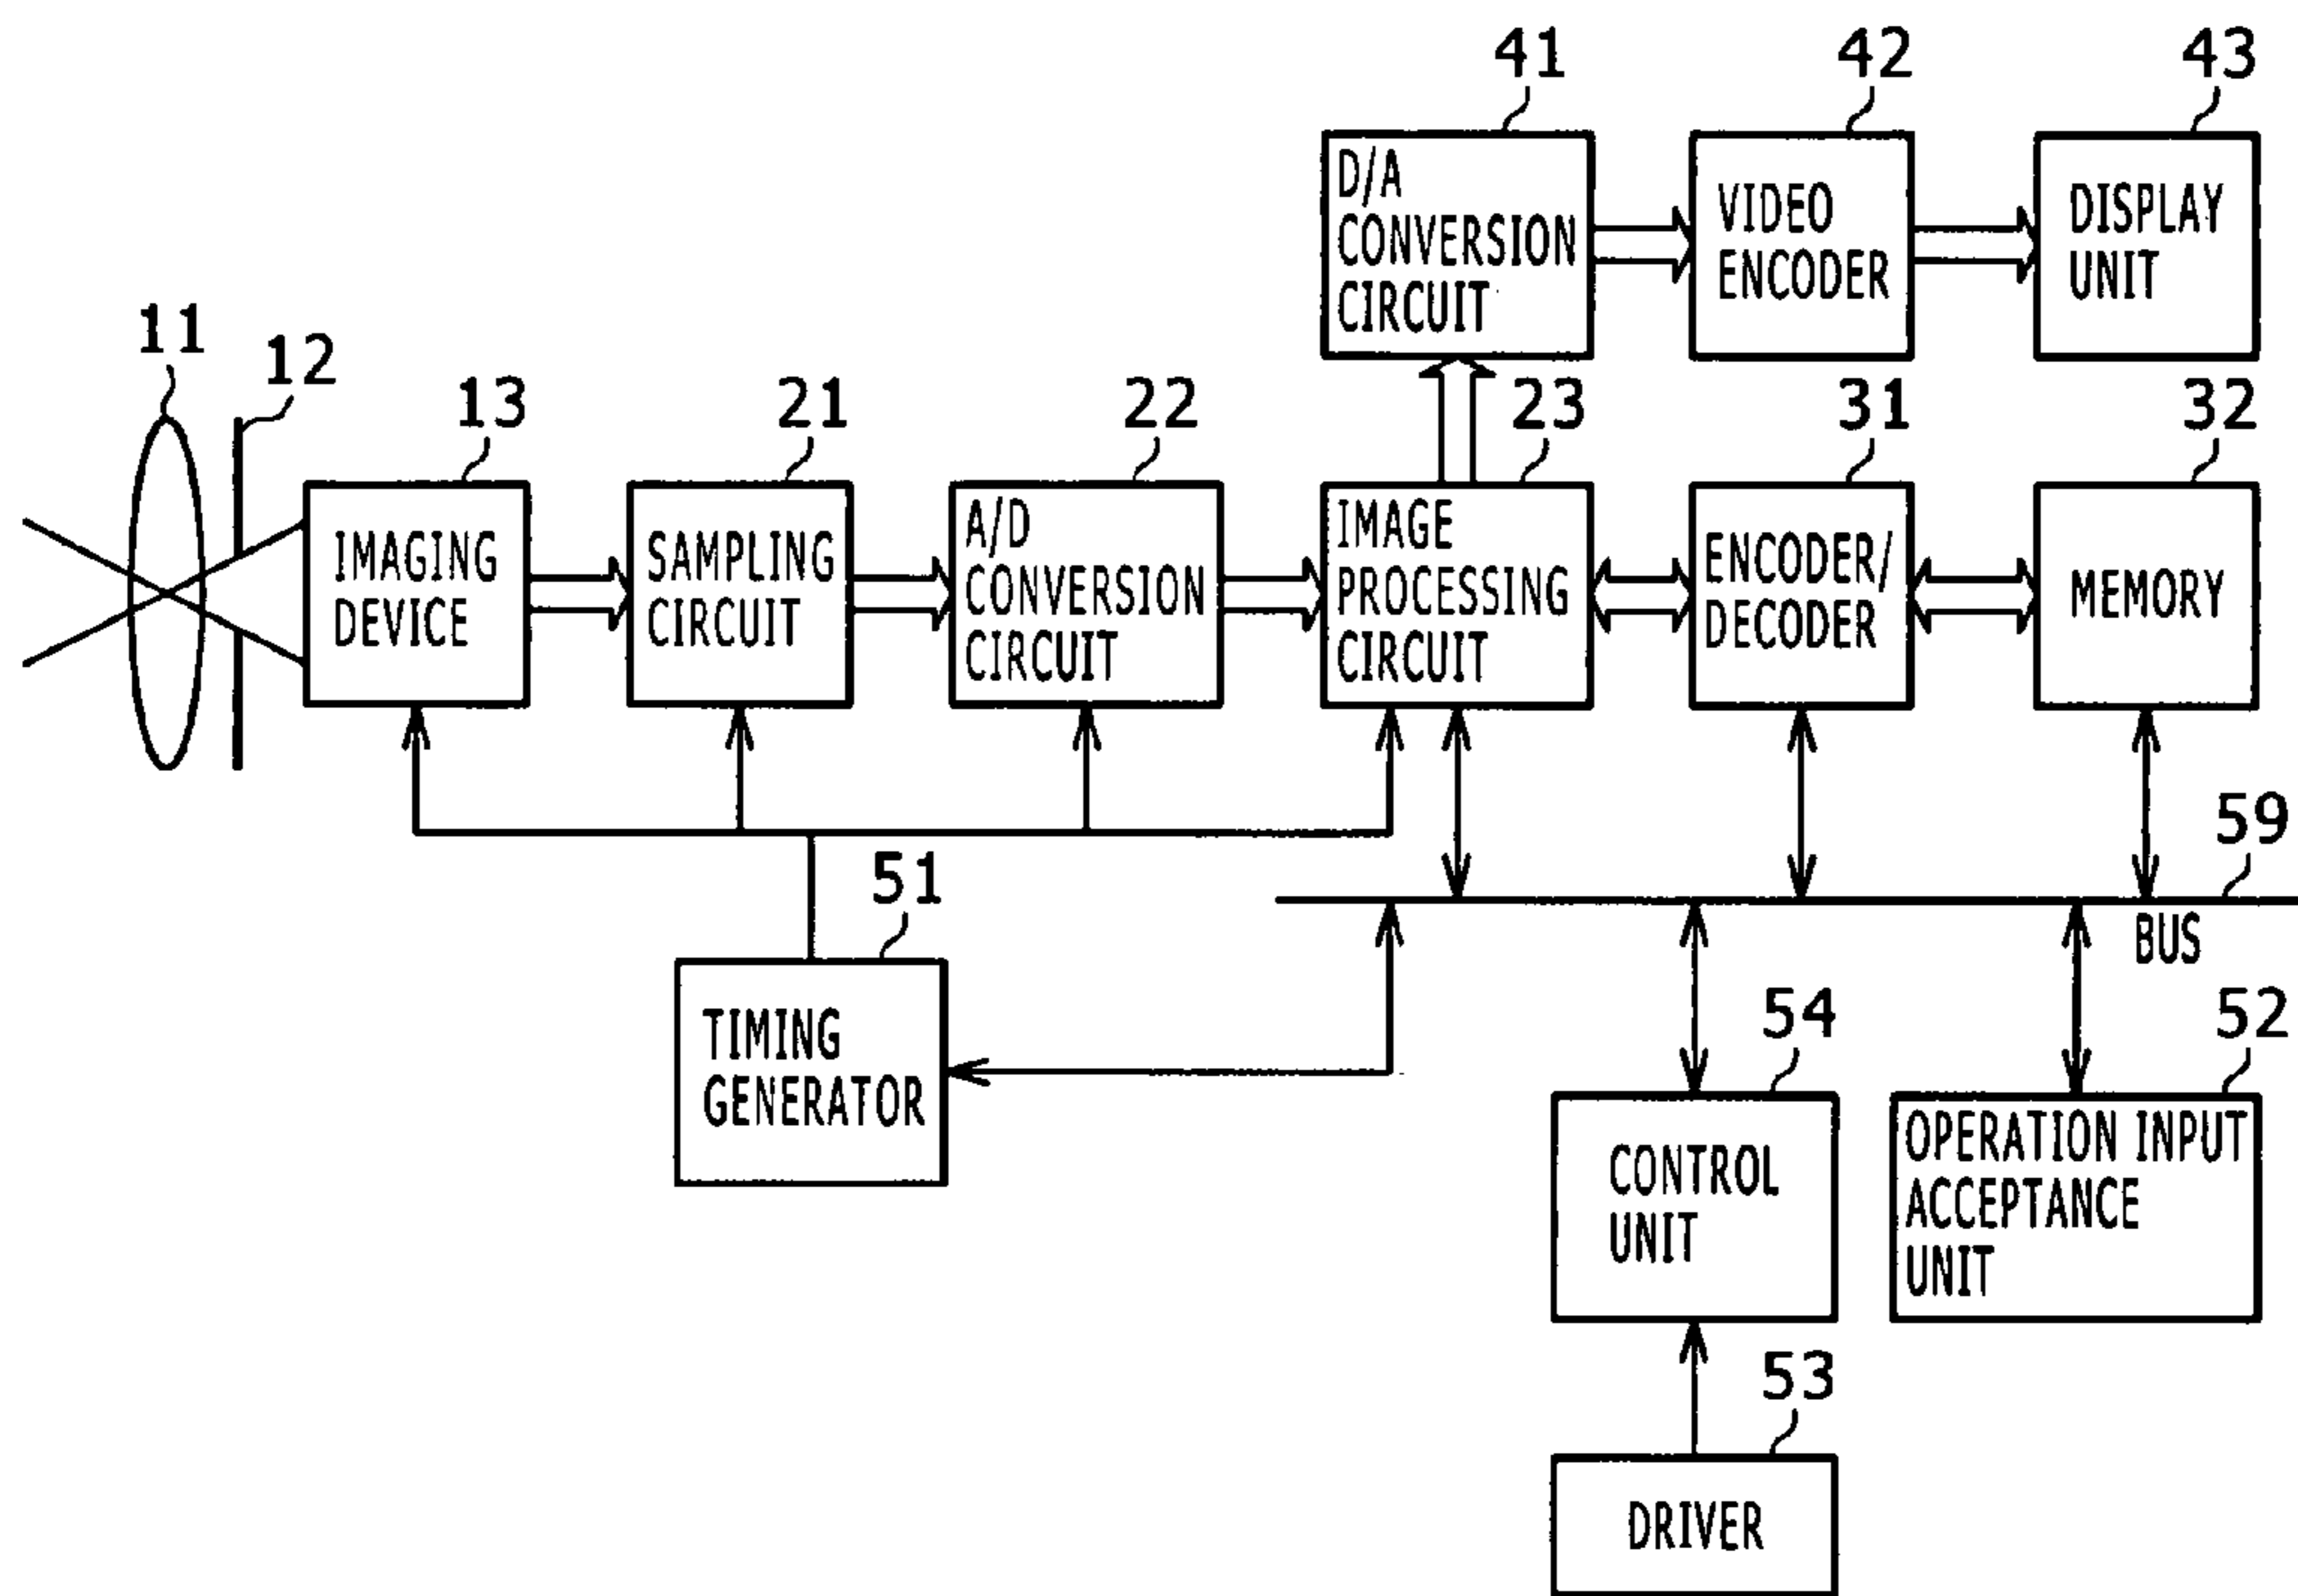 41
42
43
D/A
CONVERSION
CIRCUIT
VIDEO
ENCODER
DISPLAY
UNIT
11
12
13
21
22
23
31
32
IMAGING
DEVICE
SAMPLING
CIRCUIT
A/D
CONVERSION
CIRCUIT
IMAGE
PROCESSING
CIRCUIT
ENCODER/
DECODER
MEMORY
59
BUS
51
TIMING
GENERATOR
54
CONTROL
UNIT
52
OPERATION INPUT
ACCEPTANCE
UNIT
53
DRIVER